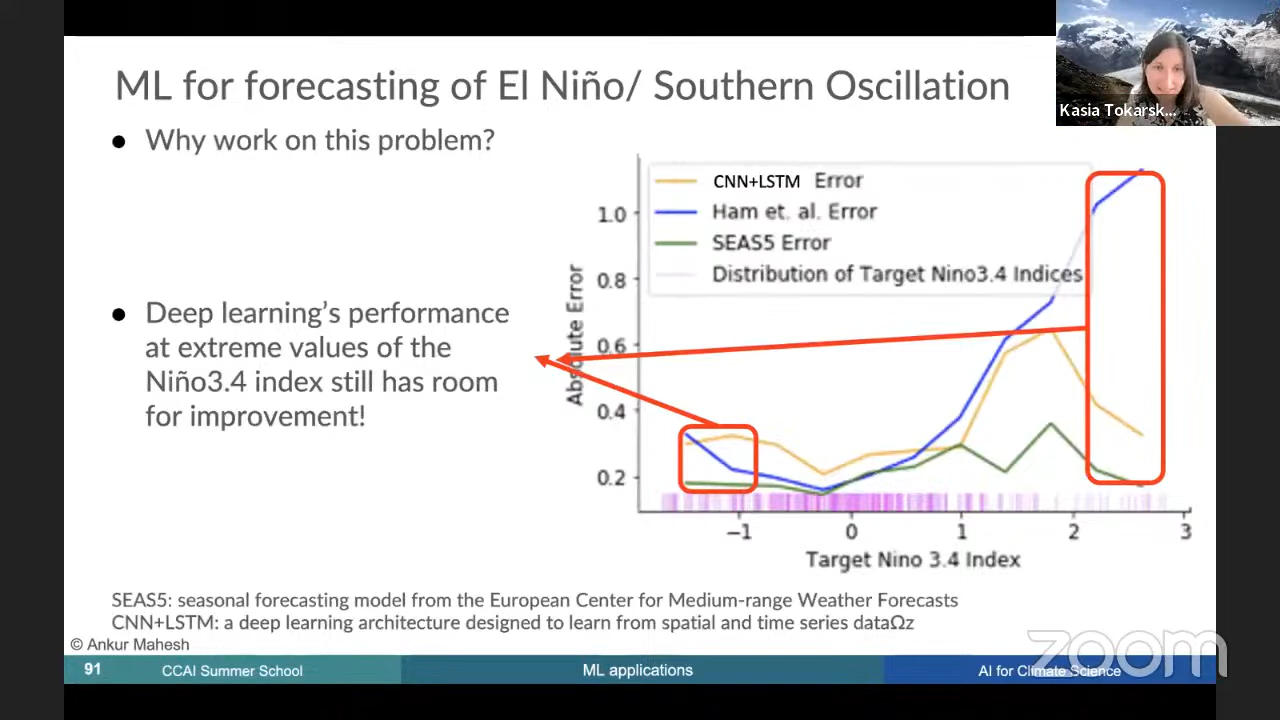 ML for forecasting of El Niño/ Southern Oscillation
Kasia Tokarsk...
● Why work on this problem?
● Deep learning's performance
at extreme values of the
Niño3.4 index still has room
for improvement!
CNN+LSTM Error
Ham et. al. Error
SEAS5 Error
Distribution of Target Nino3.4 Indices
Absolute Error
1.0
0.8
0.6
0.4
0.2
−1 0 1 2 3
Target Nino 3.4 Index
SEAS5: seasonal forecasting model from the European Center for Medium-range Weather Forecasts
CNN+LSTM: a deep learning architecture designed to learn from spatial and time series dataΩz
© Ankur Mahesh
zoom
91 CCAI Summer School ML applications AI for Climate Science